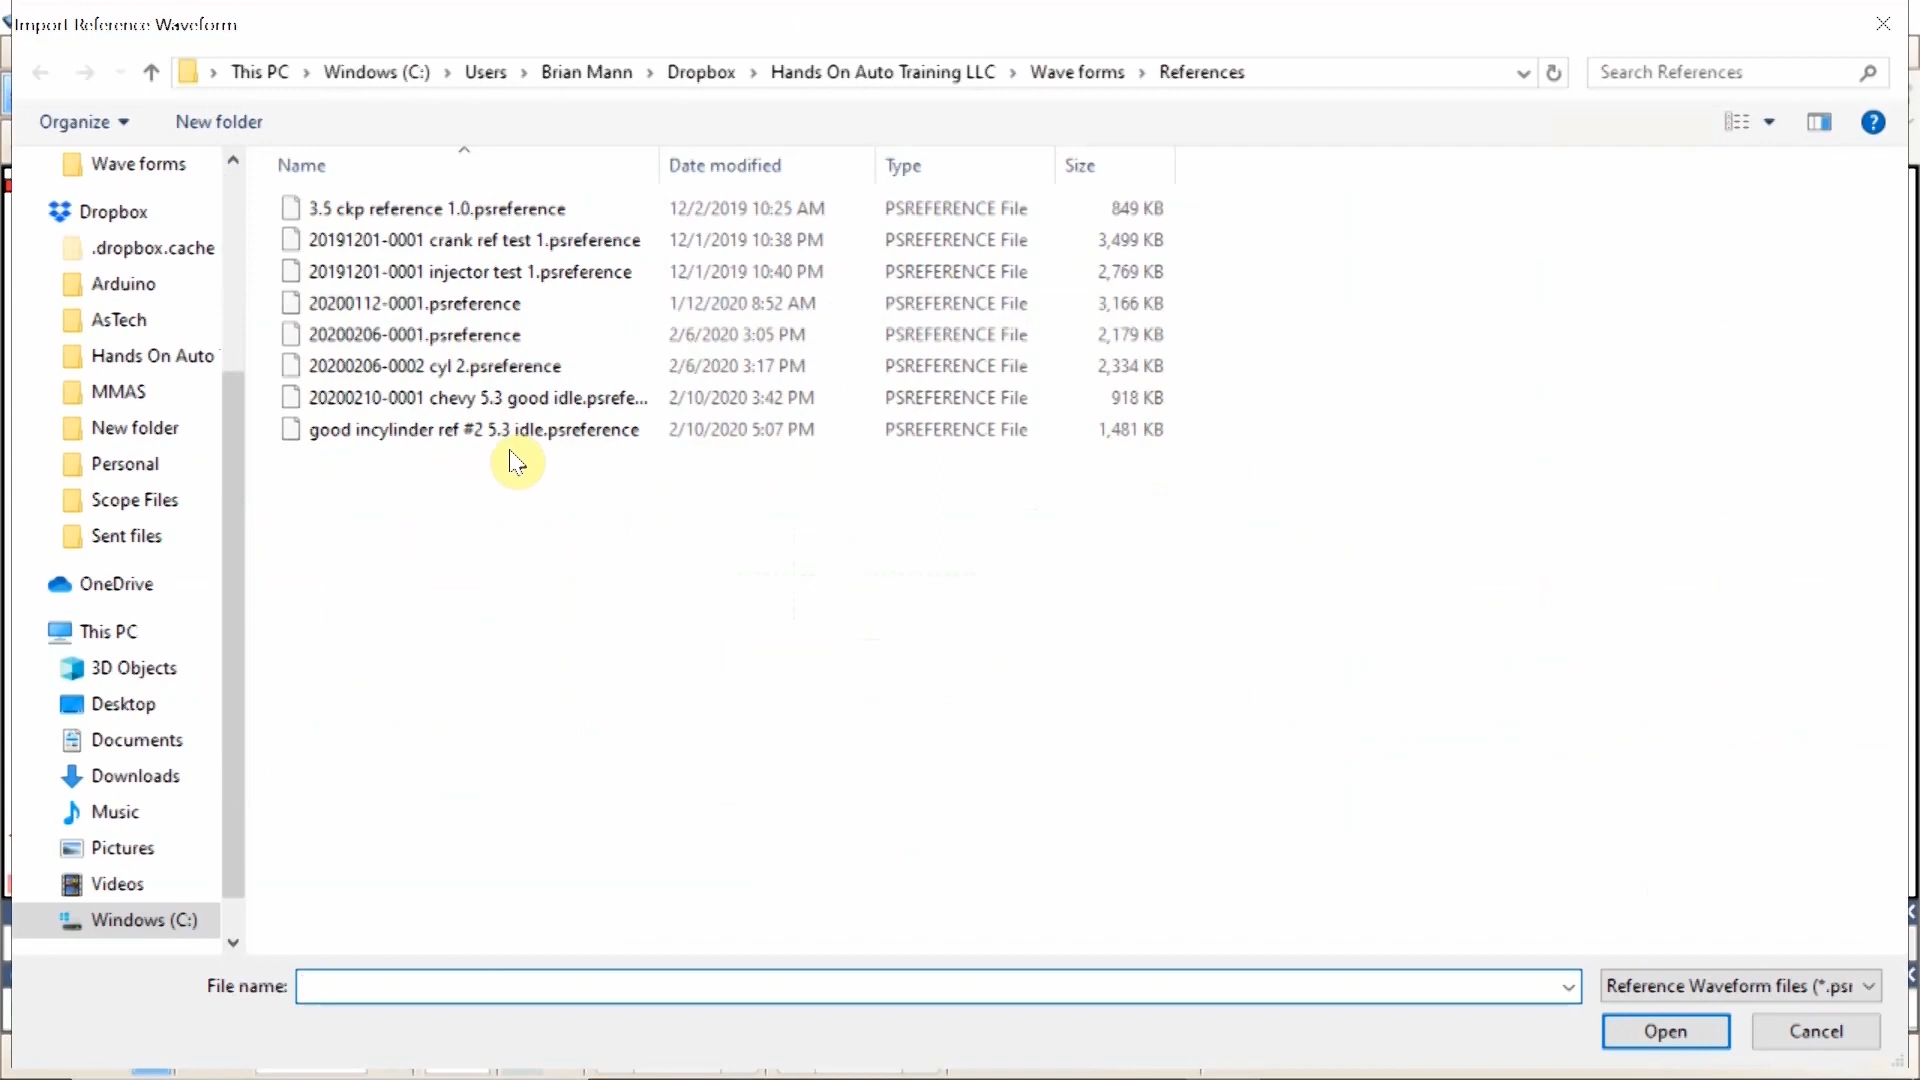 Import Reference Waveform
This PC › Windows (C:) › Users › Brian Mann › Dropbox › Hands On Auto Training LLC › Wave forms › References
Search References
Organize
New folder
Wave forms
Dropbox
.dropbox.cache
Arduino
AsTech
Hands On Auto
MMAS
New folder
Personal
Scope Files
Sent files
OneDrive
This PC
3D Objects
Desktop
Documents
Downloads
Music
Pictures
Videos
Windows (C:)
Name Date modified Type Size
3.5 ckp reference 1.0.psreference 12/2/2019 10:25 AM PSREFERENCE File 849 KB
20191201-0001 crank ref test 1.psreference 12/1/2019 10:38 PM PSREFERENCE File 3,499 KB
20191201-0001 injector test 1.psreference 12/1/2019 10:40 PM PSREFERENCE File 2,769 KB
20200112-0001.psreference 1/12/2020 8:52 AM PSREFERENCE File 3,166 KB
20200206-0001.psreference 2/6/2020 3:05 PM PSREFERENCE File 2,179 KB
20200206-0002 cyl 2.psreference 2/6/2020 3:17 PM PSREFERENCE File 2,334 KB
20200210-0001 chevy 5.3 good idle.psrefe... 2/10/2020 3:42 PM PSREFERENCE File 918 KB
good incylinder ref #2 5.3 idle.psreference 2/10/2020 5:07 PM PSREFERENCE File 1,481 KB
File name:
Reference Waveform files (*.psr
Open
Cancel